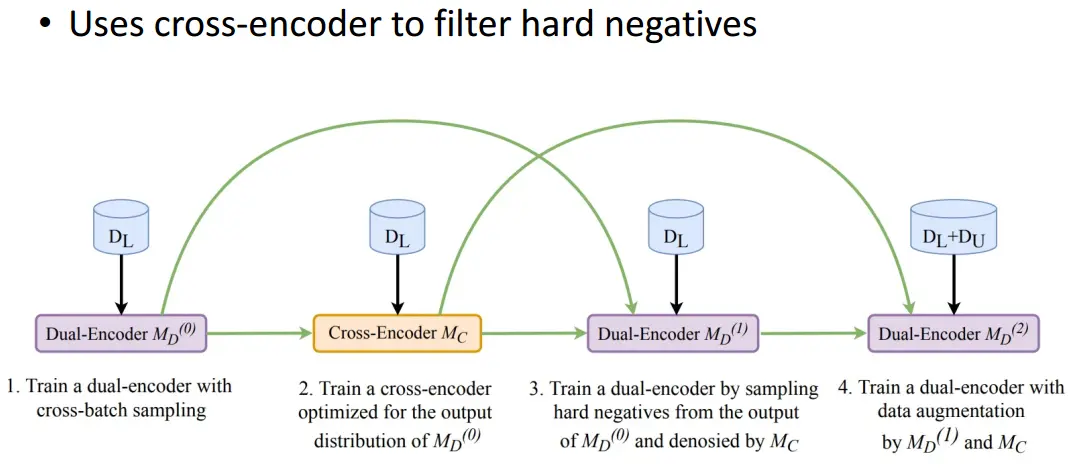 • Uses cross-encoder to filter hard negatives
D_L
D_L
D_L
D_L+D_U
Dual-Encoder M_D^(0)
Cross-Encoder M_C
Dual-Encoder M_D^(1)
Dual-Encoder M_D^(2)
1. Train a dual-encoder with
cross-batch sampling
2. Train a cross-encoder
optimized for the output
distribution of M_D^(0)
3. Train a dual-encoder by sampling
hard negatives from the output
of M_D^(0) and denosied by M_C
4. Train a dual-encoder with
data augmentation
by M_D^(1) and M_C